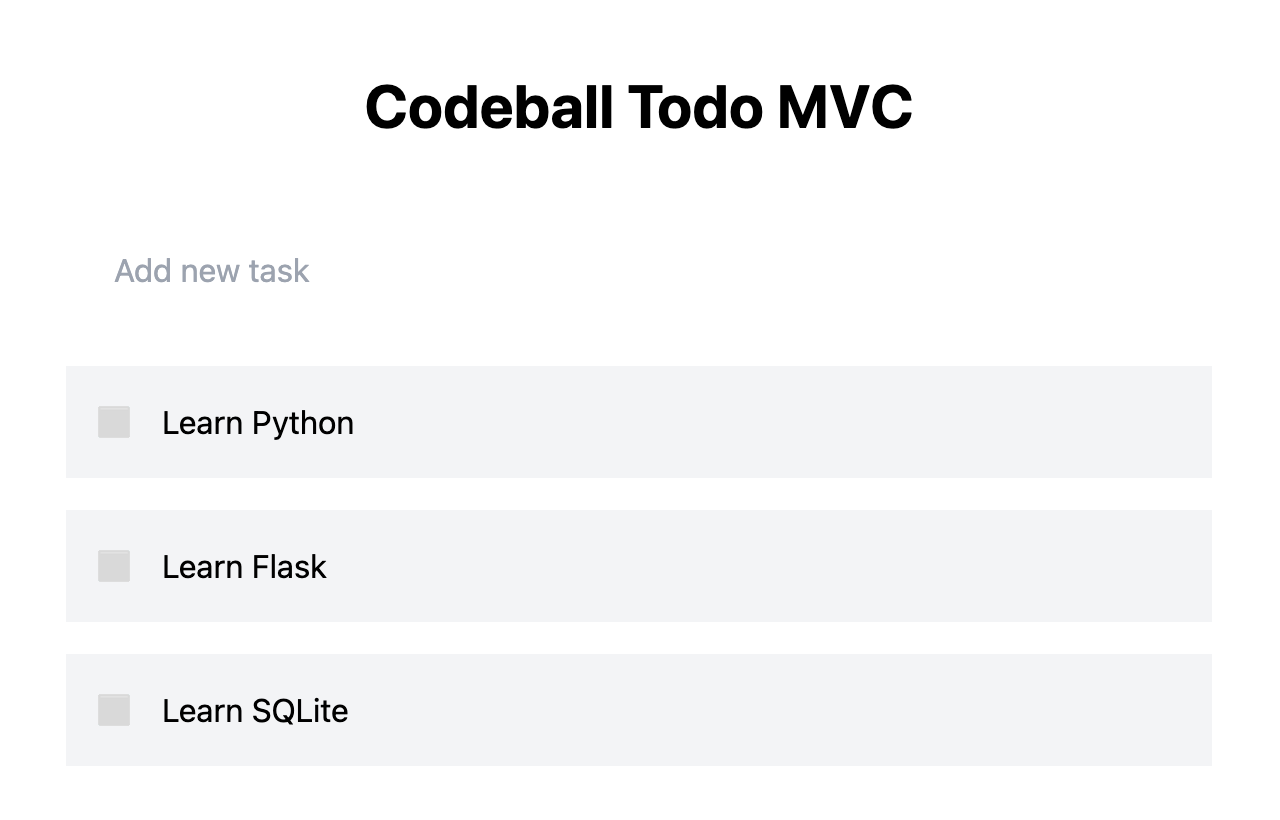 Codeball Todo MVC
Add new task
Learn Python
Learn Flask
Learn SQLite